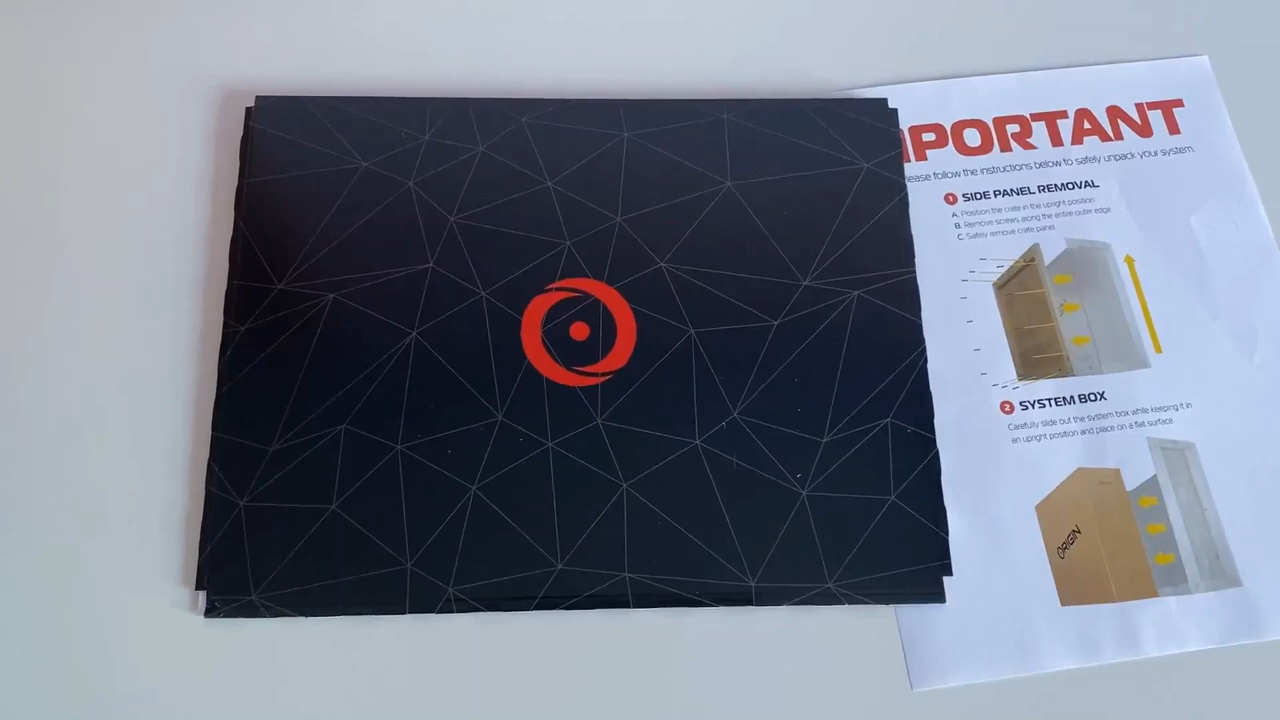 IMPORTANT
Please follow the instructions below to safely unpack your system.
1 SIDE PANEL REMOVAL
A. Position the crate in the upright position
B. Remove screws along the entire outer edge
C. Safely remove crate panel
2 SYSTEM BOX
Carefully slide out the system box while keeping it in
an upright position and place on a flat surface
ORIGIN